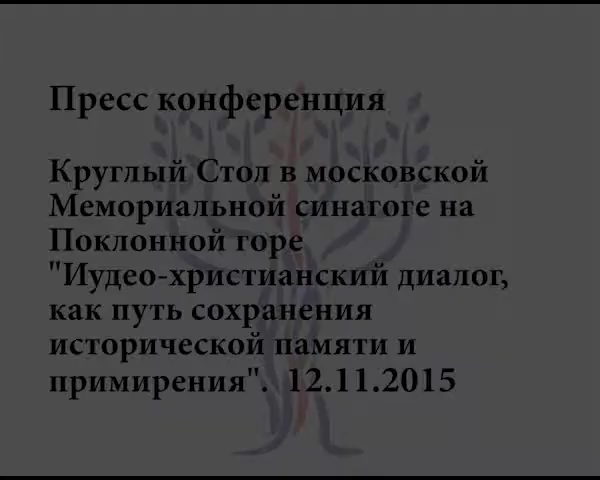 Пресс конференция
Круглый Стол в московской
Мемориальной синагоге на
Поклонной горе
"Иудео-христианский диалог,
как путь сохранения
исторической памяти и
примирения".  12.11.2015